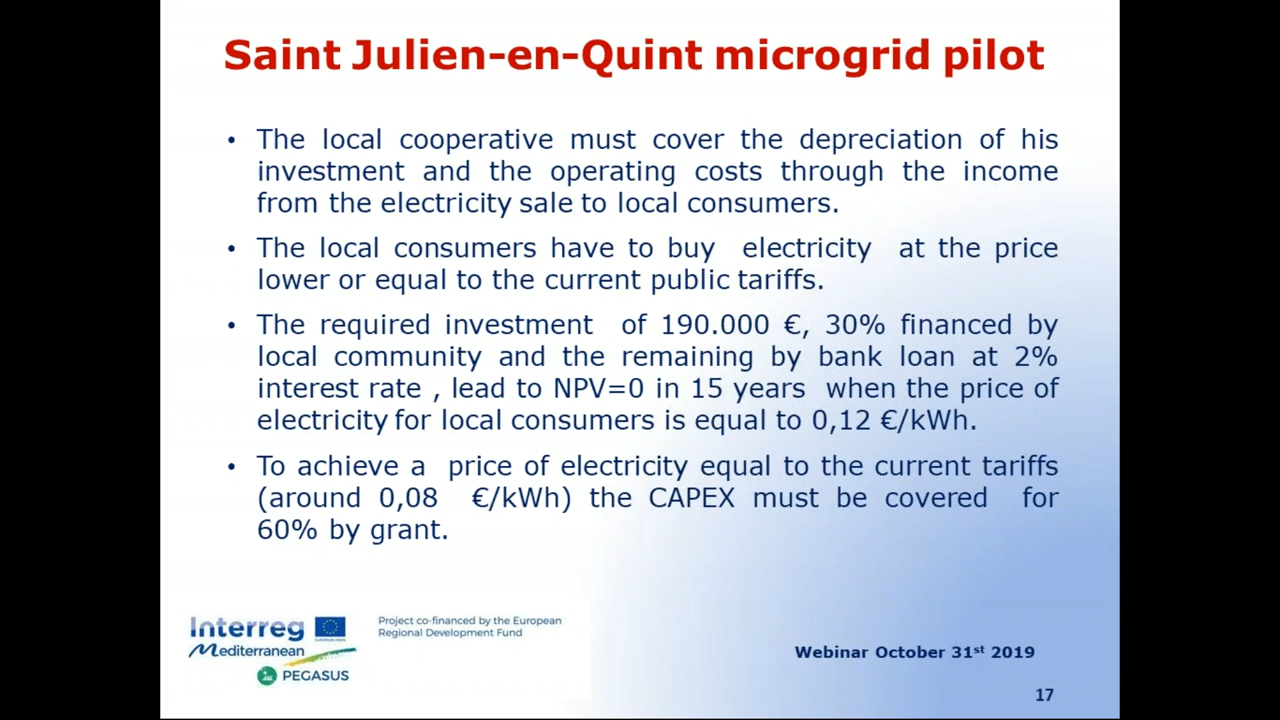 Saint Julien-en-Quint microgrid pilot
• The local cooperative must cover the depreciation of his
investment and the operating costs through the income
from the electricity sale to local consumers.
• The local consumers have to buy electricity at the price
lower or equal to the current public tariffs.
• The required investment of 190.000 €, 30% financed by
local community and the remaining by bank loan at 2%
interest rate , lead to NPV=0 in 15 years when the price of
electricity for local consumers is equal to 0,12 €/kWh.
• To achieve a price of electricity equal to the current tariffs
(around 0,08 €/kWh) the CAPEX must be covered for
60% by grant.
Interreg
Mediterranean
PEGASUS
Project co-financed by the European
Regional Development Fund
Webinar October 31st 2019
17